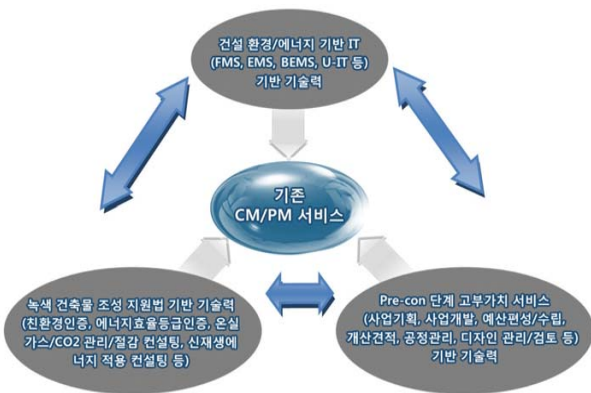 건설 환경/에너지 기반 IT
(FMS, EMS, BEMS, U-IT 등)
기반 기술력
기존
CM/PM 서비스
녹색 건축물 조성 지원법 기반 기술력
(친환경인증, 에너지효율등급인증, 온실
가스/CO2 관리/절감 컨설팅, 신재생에
너지 적용 컨설팅 등)
Pre-con 단계 고부가치 서비스
(사업기획, 사업개발, 예산편성/수립,
개산견적, 공정관리, 디자인 관리/검토 등)
기반 기술력